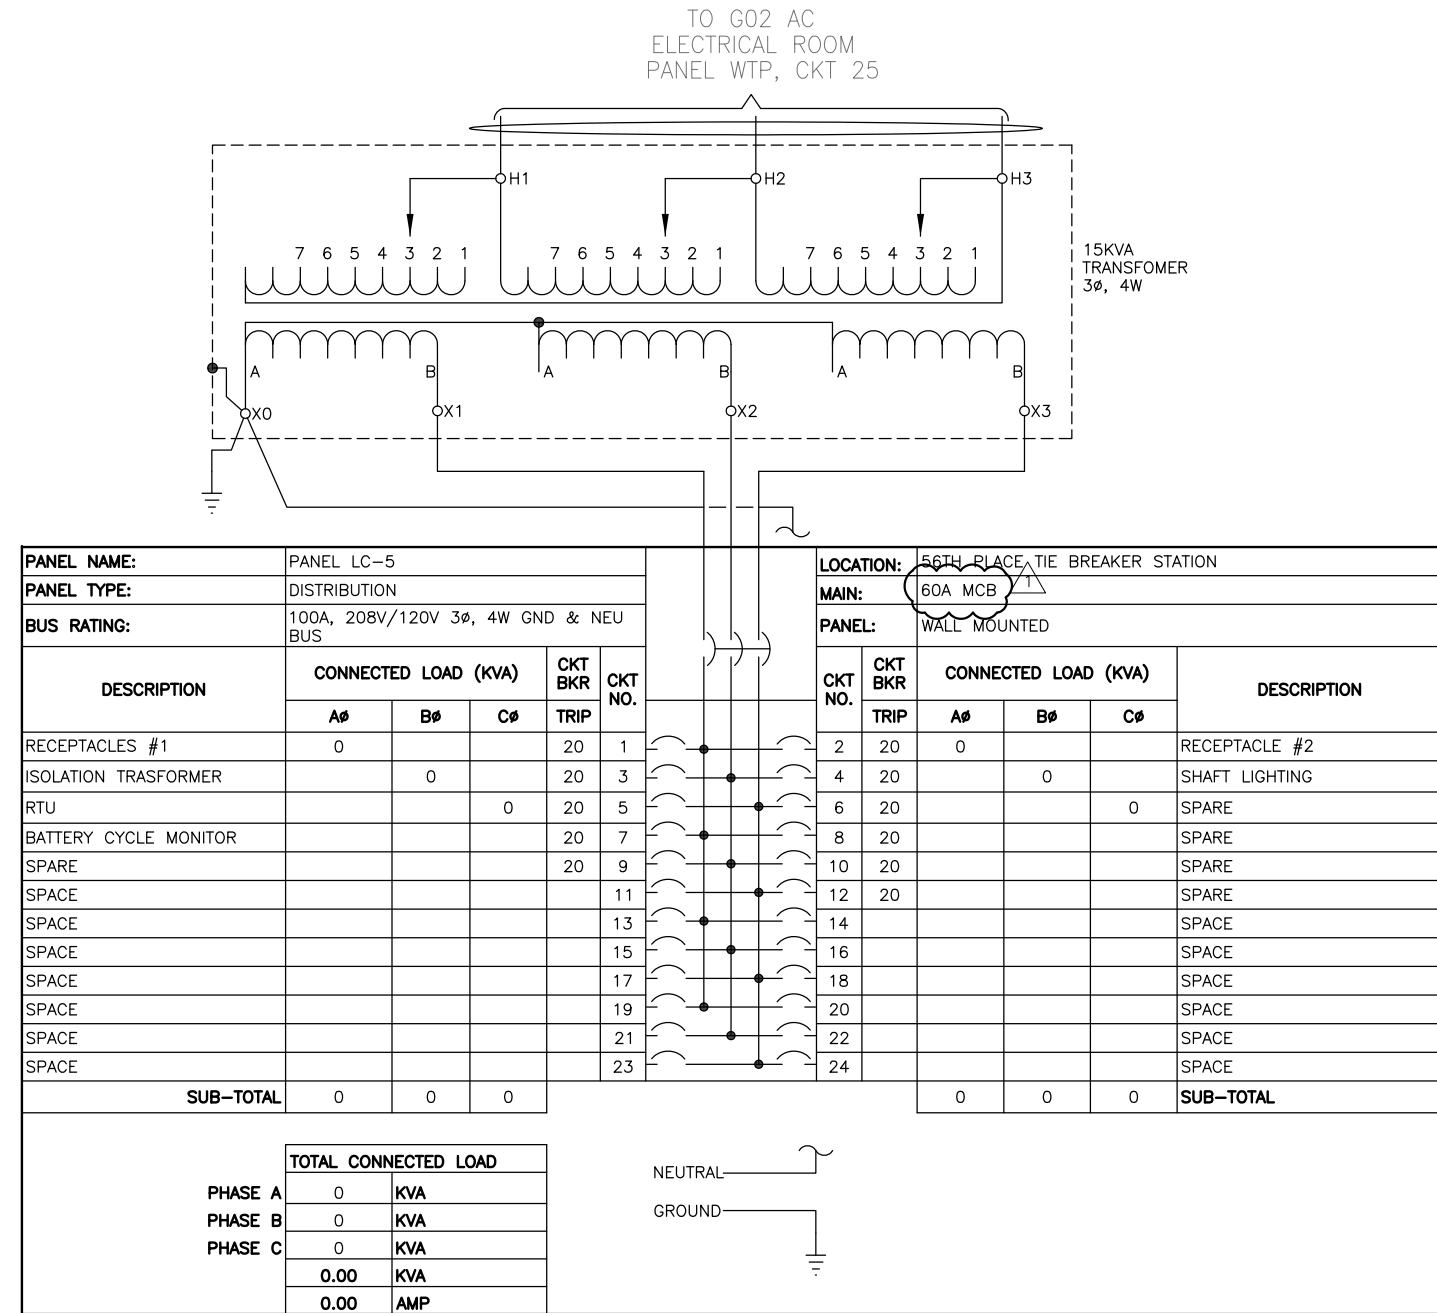 TO G02 AC
ELECTRICAL ROOM
PANEL WTP, CKT 25
H1 H2 H3
7 6 5 4 3 2 1 7 6 5 4 3 2 1 7 6 5 4 3 2 1
15KVA
TRANSFOMER
3ø, 4W
A B A B A B
X0 X1 X2 X3
PANEL NAME: PANEL LC-5 LOCATION: 56TH PLACE TIE BREAKER STATION
PANEL TYPE: DISTRIBUTION MAIN: 60A MCB 1
BUS RATING: 100A, 208V/120V 3ø, 4W GND & NEU
BUS
PANEL: WALL MOUNTED
DESCRIPTION CONNECTED LOAD (KVA) CKT
BKR CKT
NO. CKT
NO. CKT
BKR CONNECTED LOAD (KVA) DESCRIPTION
Aø Bø Cø TRIP TRIP Aø Bø Cø
RECEPTACLES #1 0 20 1 2 20 0 RECEPTACLE #2
ISOLATION TRASFORMER 0 20 3 4 20 0 SHAFT LIGHTING
RTU 0 20 5 6 20 0 SPARE
BATTERY CYCLE MONITOR 20 7 8 20 SPARE
SPARE 20 9 10 20 SPARE
SPACE 11 12 20 SPARE
SPACE 13 14 SPACE
SPACE 15 16 SPACE
SPACE 17 18 SPACE
SPACE 19 20 SPACE
SPACE 21 22 SPACE
SPACE 23 24 SPACE
SUB-TOTAL 0 0 0 0 0 0 SUB-TOTAL
TOTAL CONNECTED LOAD
PHASE A 0 KVA
PHASE B 0 KVA
PHASE C 0 KVA
0.00 KVA
0.00 AMP
NEUTRAL
GROUND